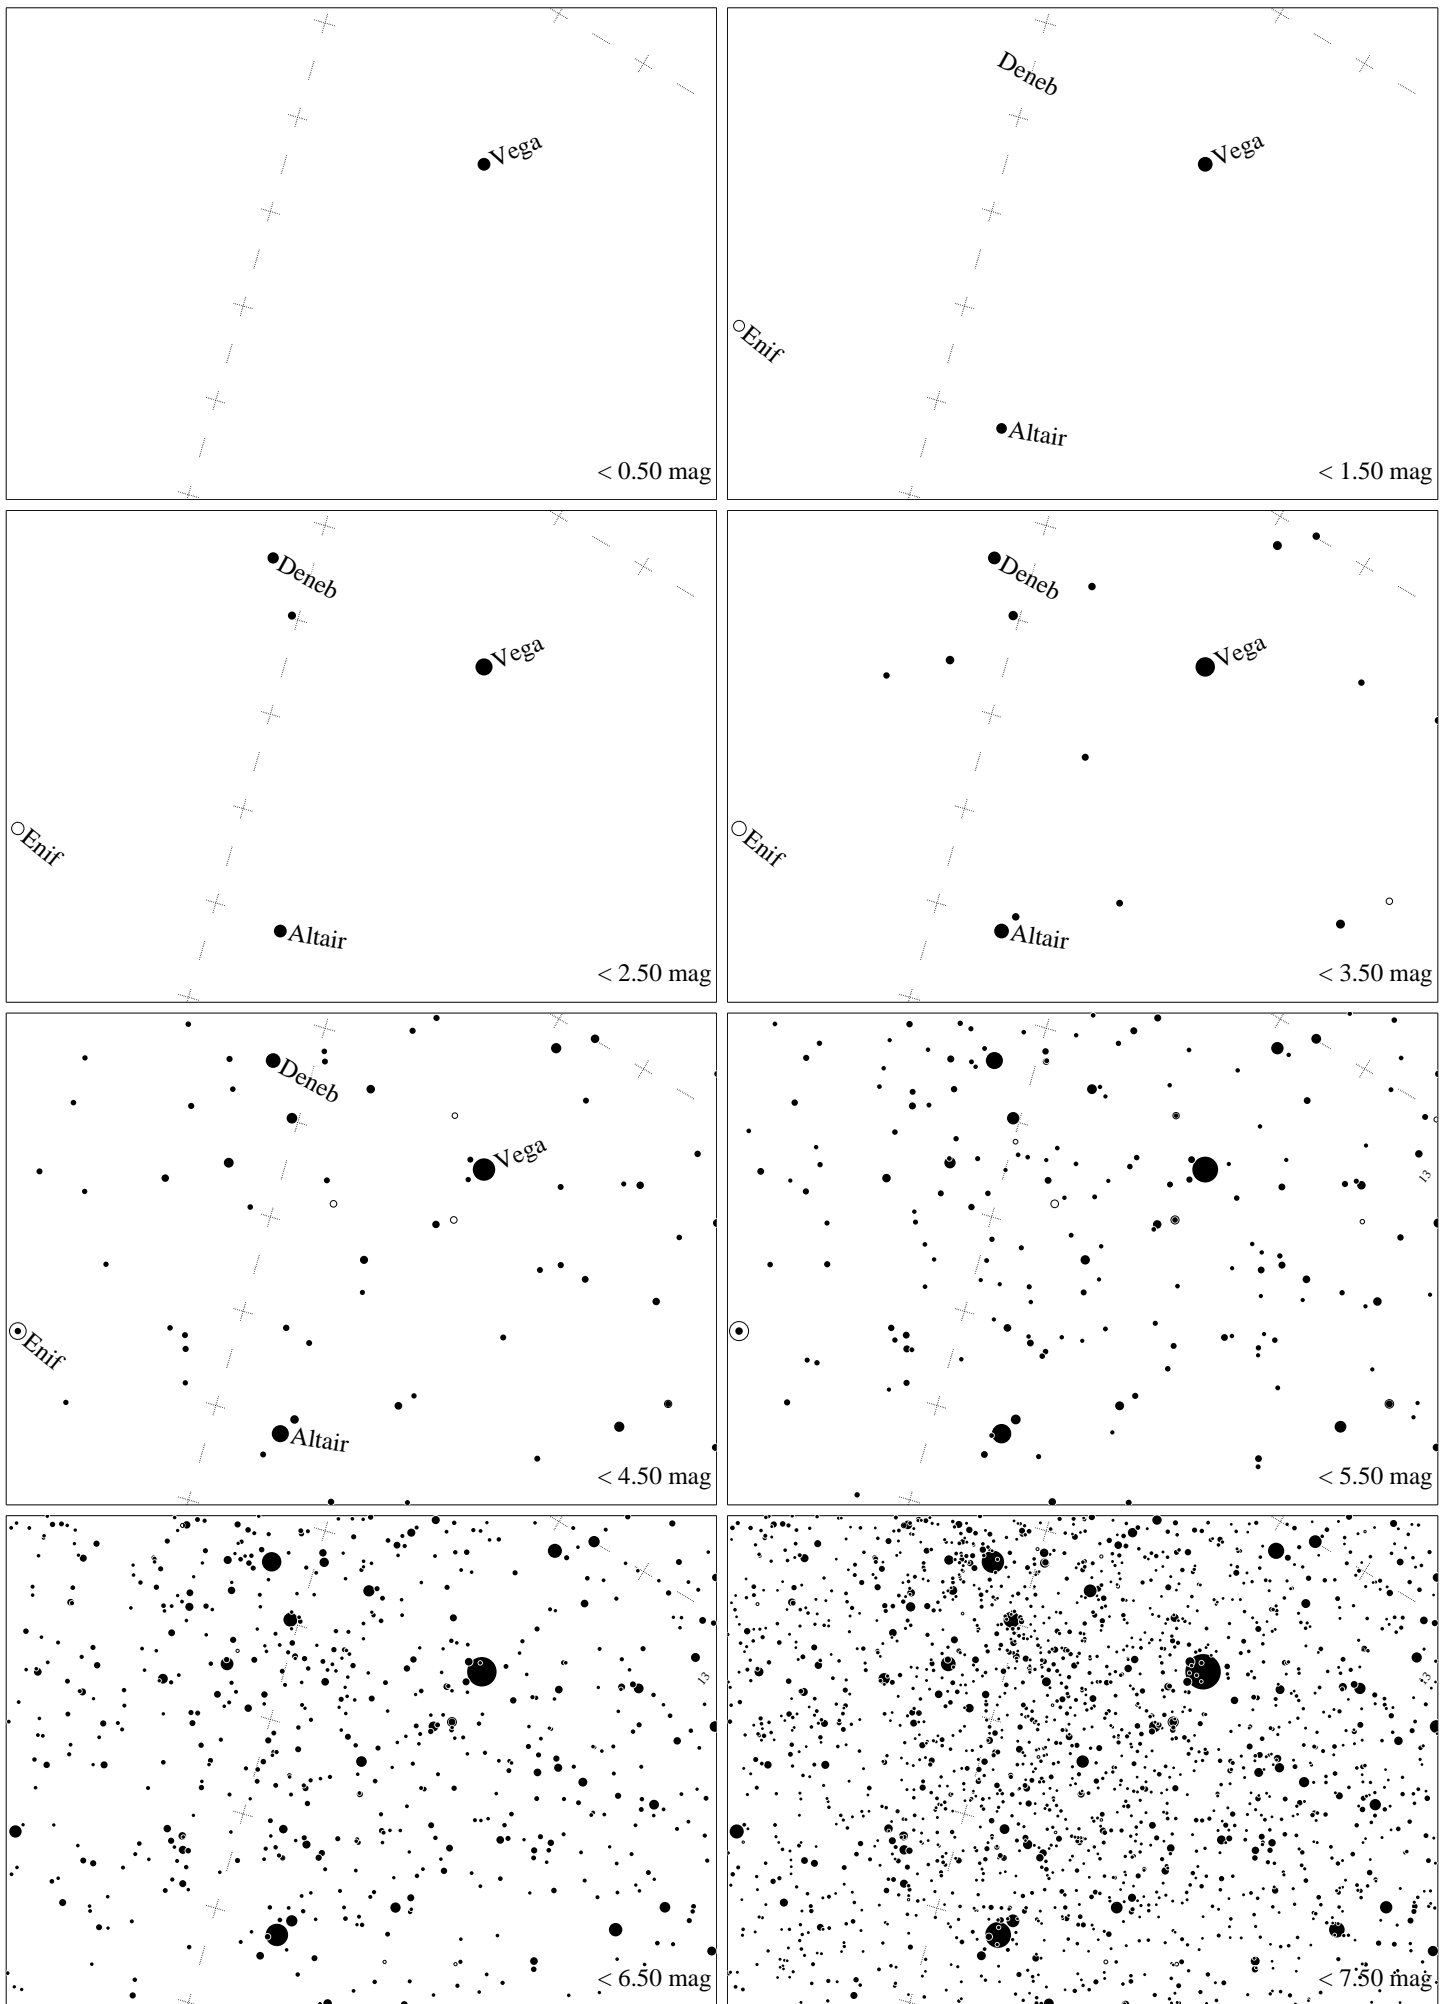 Vega
< 0.50 mag
Deneb
Vega
Enif
Altair
< 1.50 mag
Deneb
Vega
Enif
Altair
< 2.50 mag
Deneb
Vega
Enif
Altair
< 3.50 mag
Deneb
Vega
Enif
Altair
< 4.50 mag
13
< 5.50 mag
13
< 6.50 mag
13
< 7.50 mag